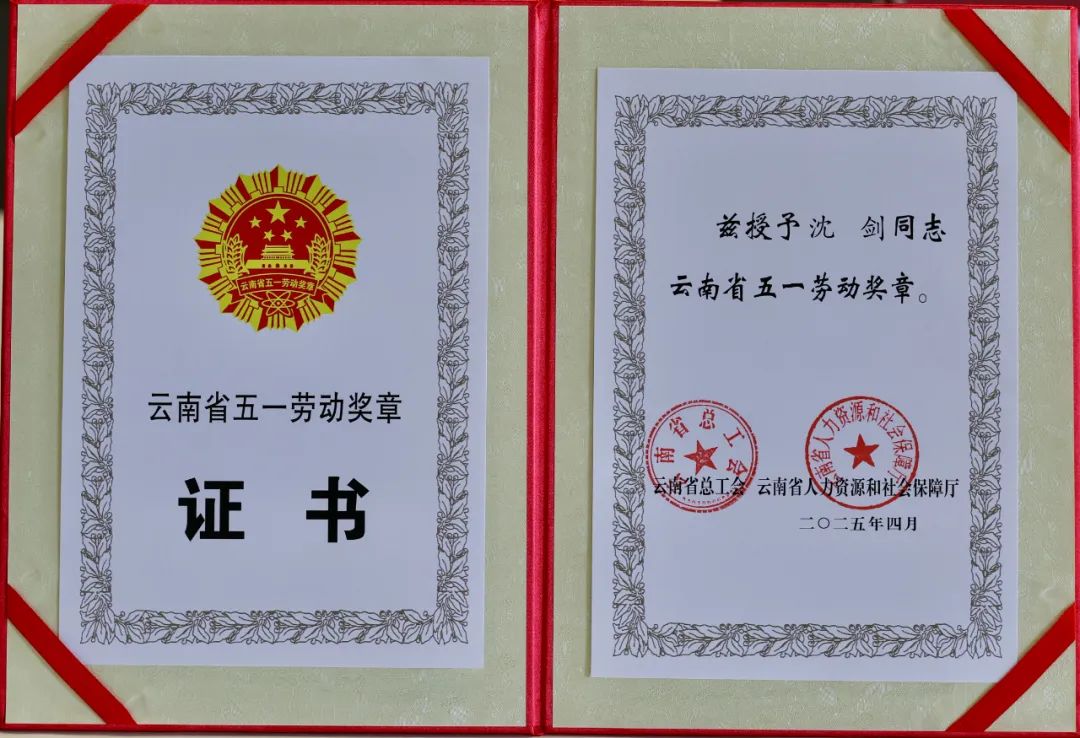 云南省五一劳动奖章
云南省五一劳动奖章
证 书
兹授予沈 剑同志
云南省五一劳动奖章。
云南省总工会
云南省人力资源和社会保障厅
云南省总工会 云南省人力资源和社会保障厅
二〇二五年四月